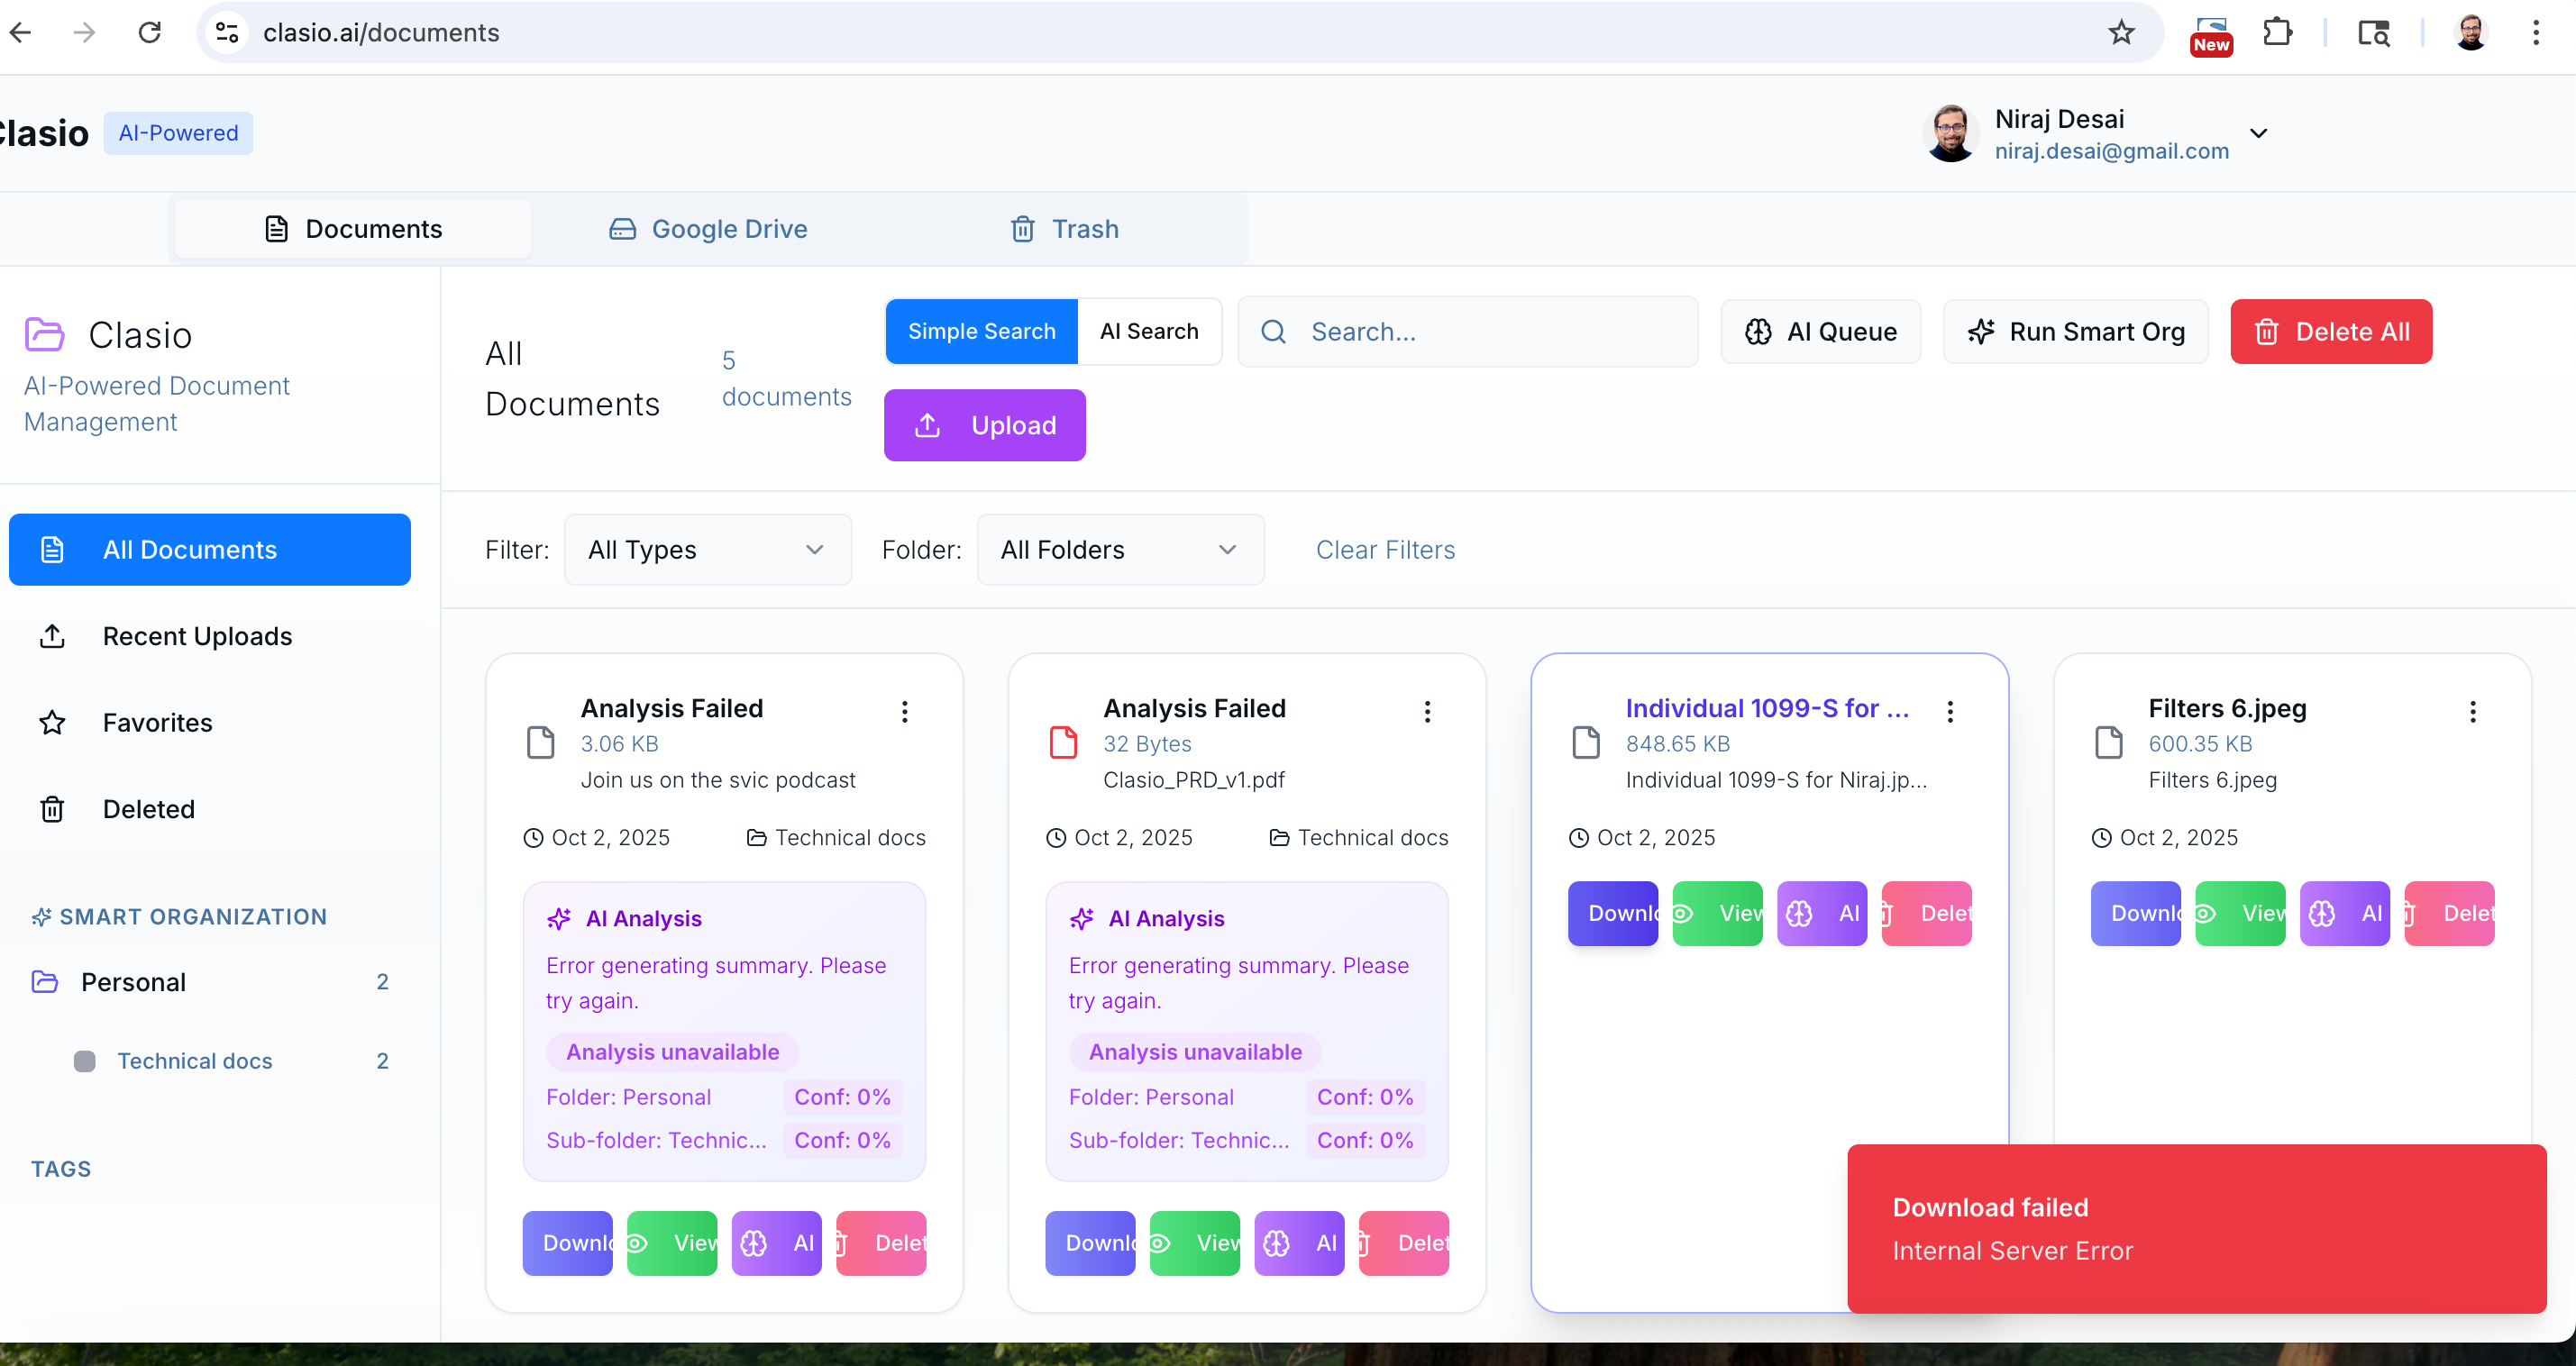 clasio.ai/documents
New
Clasio
AI-Powered
Niraj Desai
niraj.desai@gmail.com
Documents
Google Drive
Trash
Clasio
AI-Powered Document
Management
All Documents
Recent Uploads
Favorites
Deleted
SMART ORGANIZATION
Personal 2
Technical docs 2
TAGS
All
Documents
5
documents
Simple Search
AI Search
Search...
AI Queue
Run Smart Org
Delete All
Upload
Filter:
All Types
Folder:
All Folders
Clear Filters
Analysis Failed
3.06 KB
Join us on the svic podcast
Oct 2, 2025
Technical docs
AI Analysis
Error generating summary. Please
try again.
Analysis unavailable
Folder: Personal
Conf: 0%
Sub-folder: Technic...
Conf: 0%
Downlo
View
AI
Delet
Analysis Failed
32 Bytes
Clasio_PRD_v1.pdf
Oct 2, 2025
Technical docs
AI Analysis
Error generating summary. Please
try again.
Analysis unavailable
Folder: Personal
Conf: 0%
Sub-folder: Technic...
Conf: 0%
Downlo
View
AI
Delet
Individual 1099-S for ...
848.65 KB
Individual 1099-S for Niraj.jp...
Oct 2, 2025
Downlo
View
AI
Delet
Filters 6.jpeg
600.35 KB
Filters 6.jpeg
Oct 2, 2025
Downlo
View
AI
Delet
Download failed
Internal Server Error